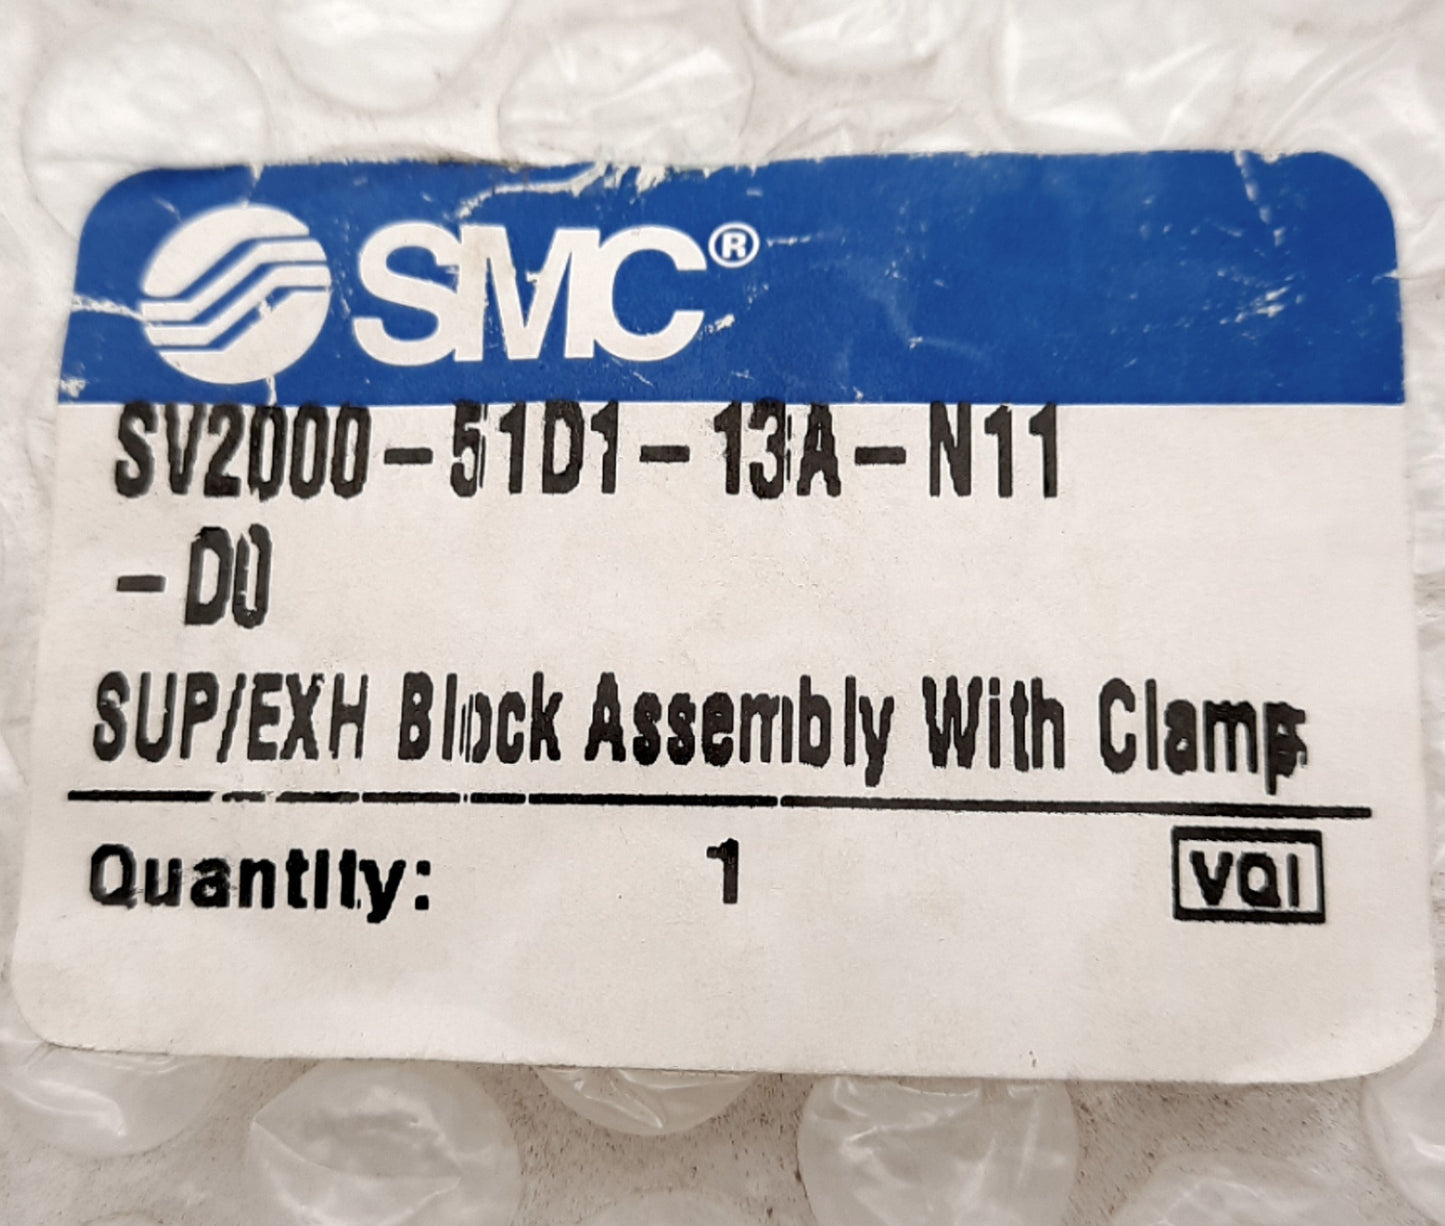 SMC®
SV2000-51D1-13A-N11
-D0
SUP/EXH Block Assembly With Clamp
Quantity: 1 VQI